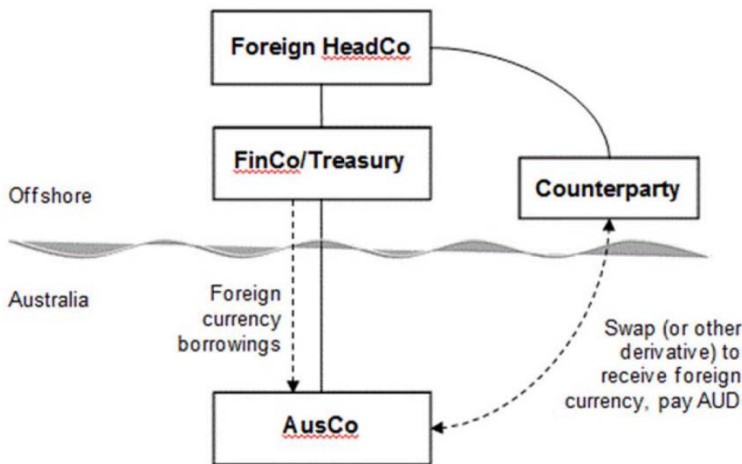 Foreign HeadCo
FinCo/Treasury
Counterparty
Offshore
Australia
Foreign
currency
borrowings
Swap (or other
derivative) to
receive foreign
currency, pay AUD
AusCo